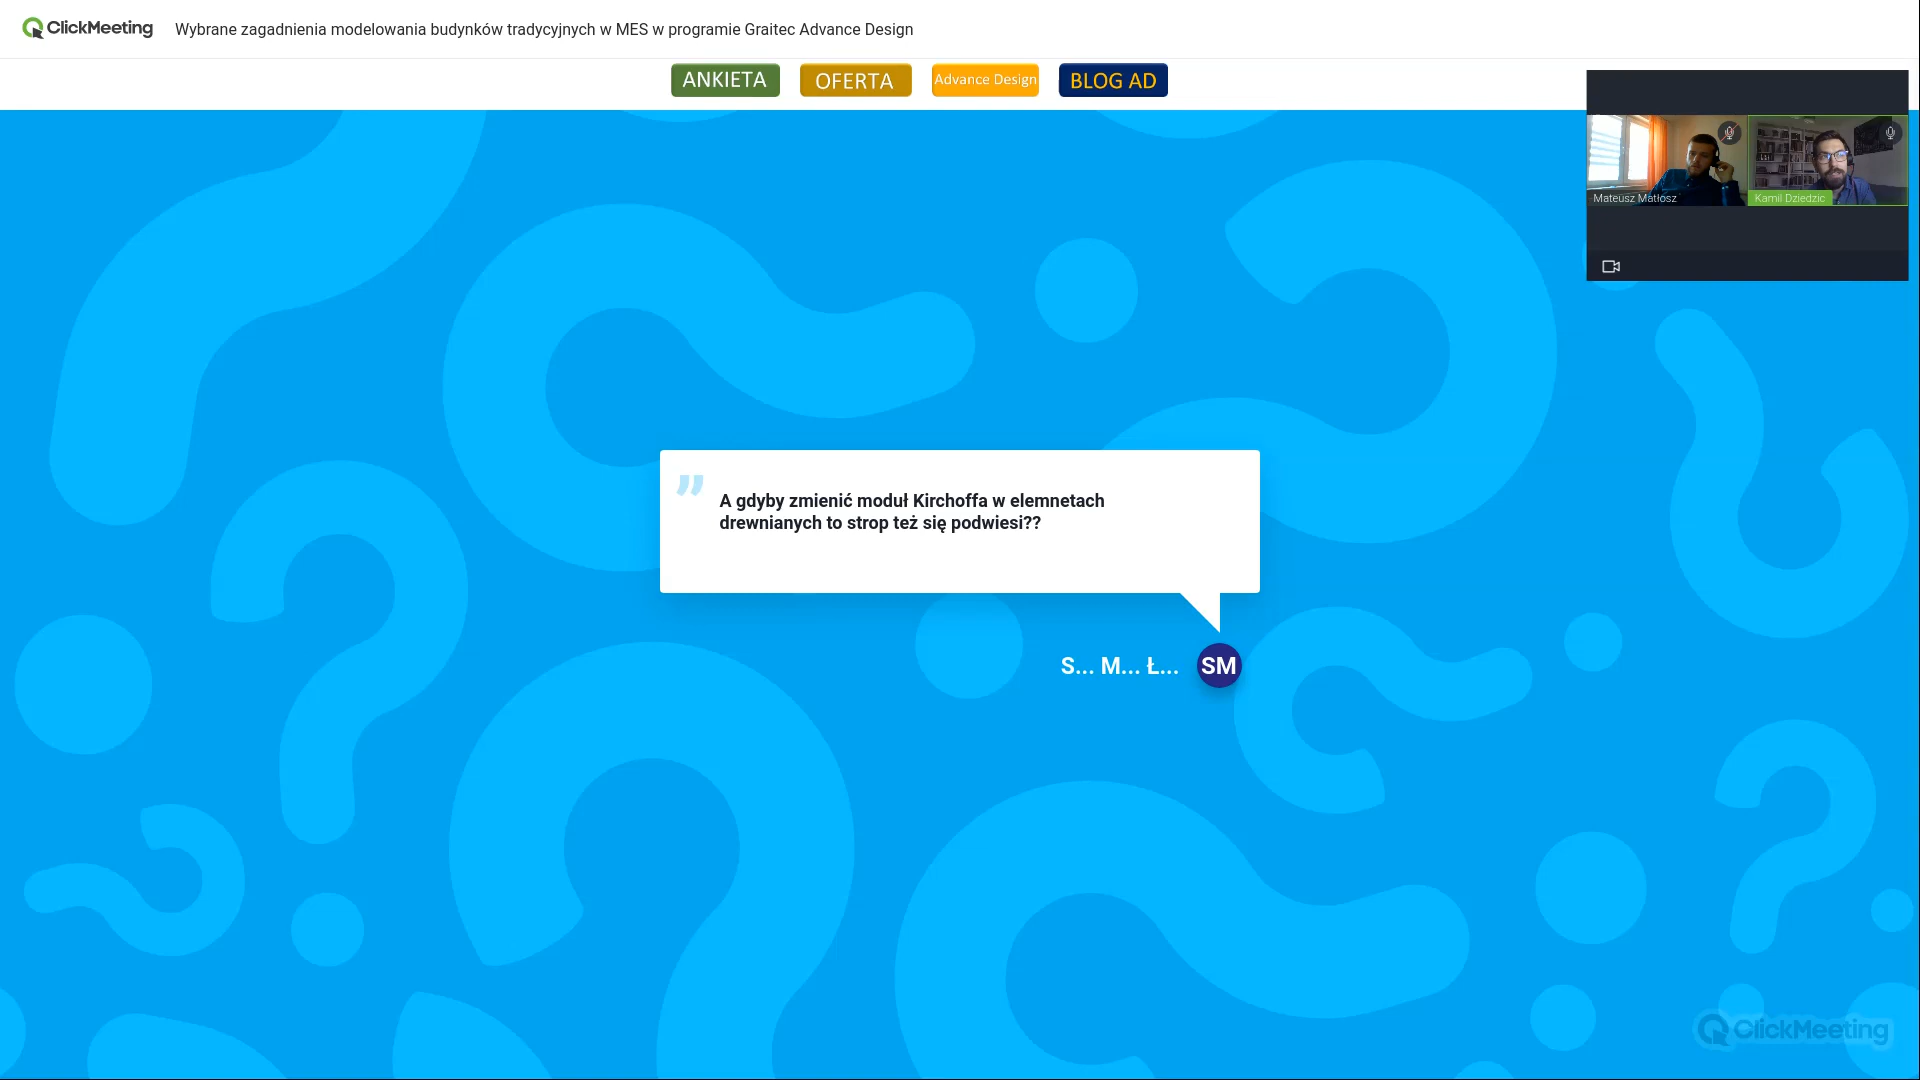 ClickMeeting
Wybrane zagadnienia modelowania budynków tradycyjnych w MES w programie Graitec Advance Design
ANKIETA
OFERTA
Advance Design
BLOG AD
Mateusz Matłosz
Kamil Dziedzic
”
A gdyby zmienić moduł Kirchoffa w elemnetach
drewnianych to strop też się podwiesi??
S... M... Ł...
SM
ClickMeeting